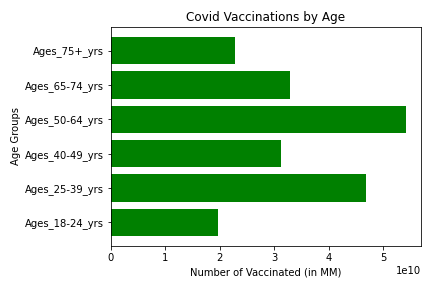 Covid Vaccinations by Age
Age Groups
Ages_75+_yrs
Ages_65-74_yrs
Ages_50-64_yrs
Ages_40-49_yrs
Ages_25-39_yrs
Ages_18-24_yrs
0 1 2 3 4 5
1e10
Number of Vaccinated (in MM)